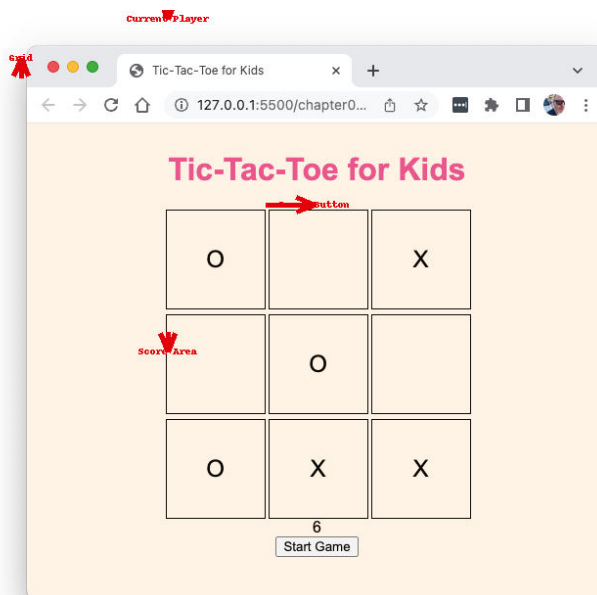 Current Player
Grid
Tic-Tac-Toe for Kids
127.0.0.1:5500/chapter0...
Tic-Tac-Toe for Kids
Button
O X
Score Area
O
O X X
6
Start Game